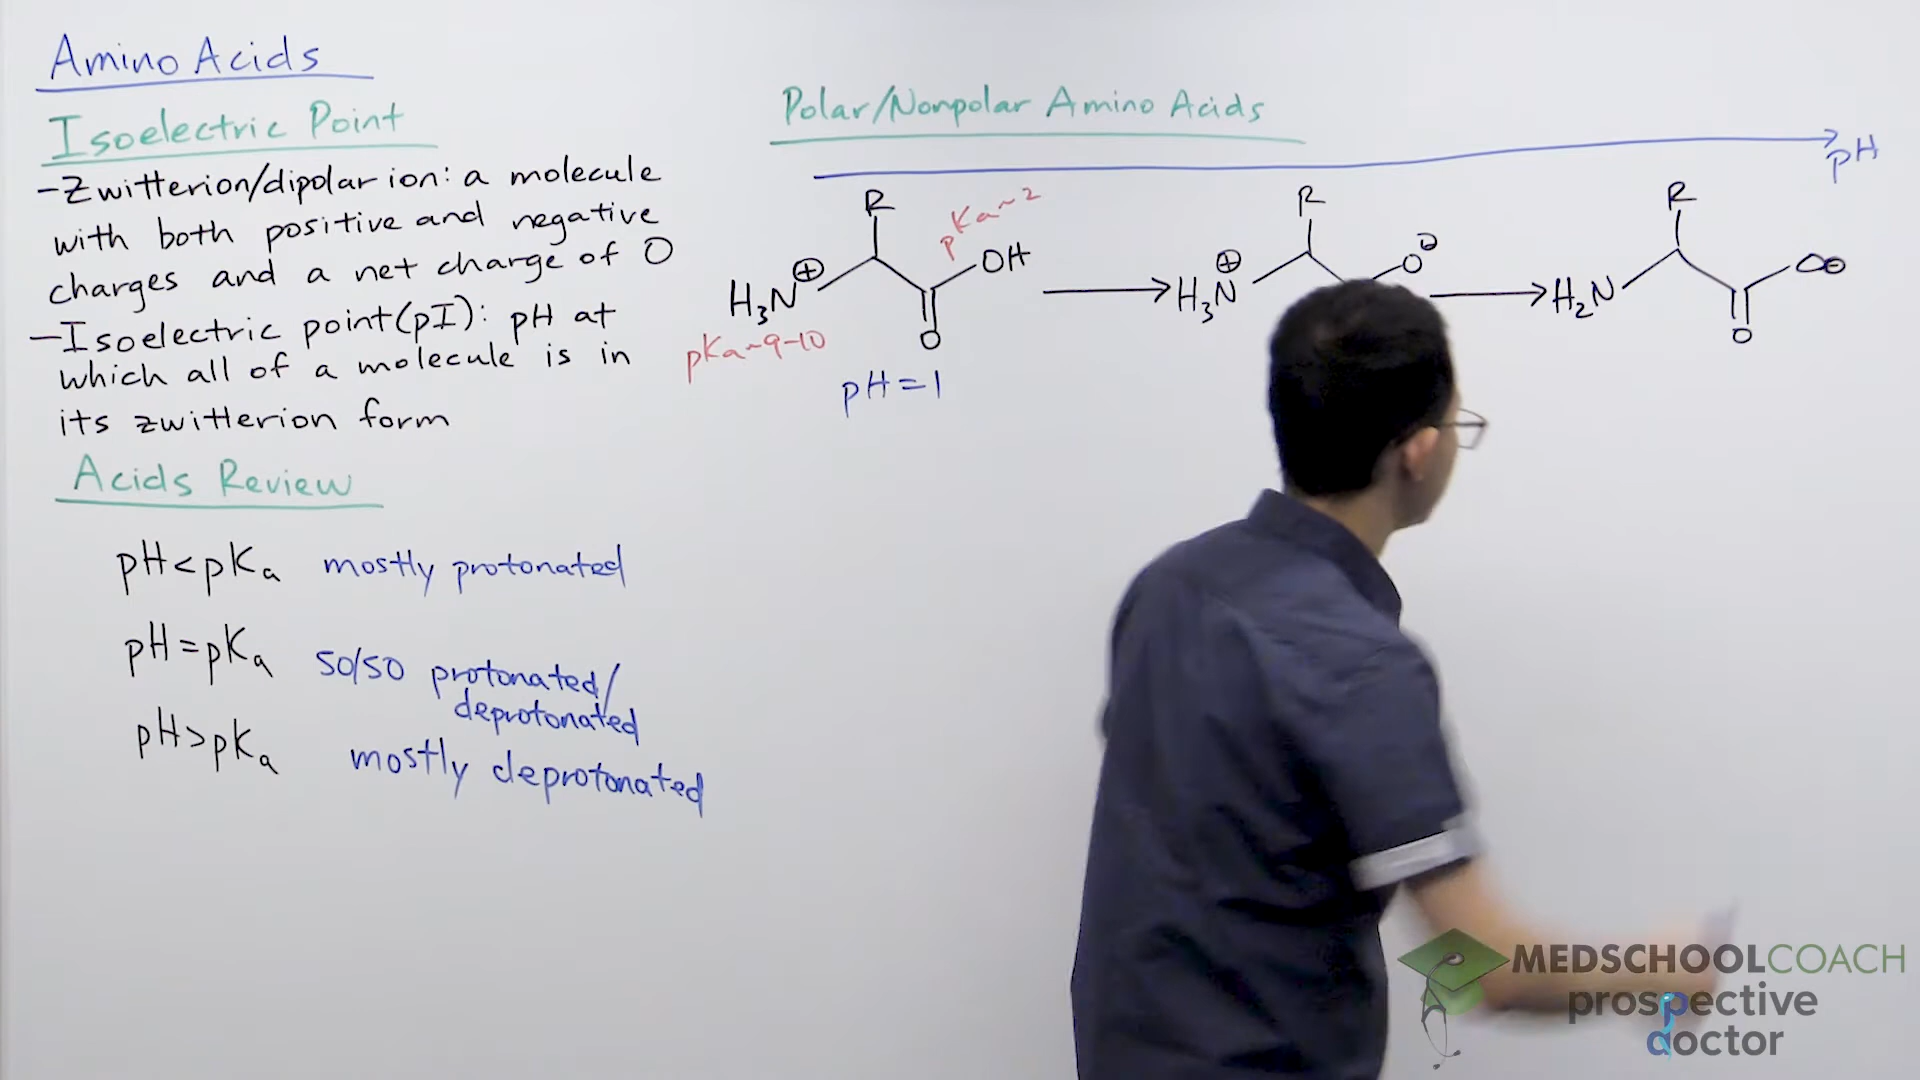 Amino Acids
Isoelectric Point
-Zwitterion/dipolar ion: a molecule
with both positive and negative
charges and a net charge of 0
-Isoelectric point(pI): pH at
which all of a molecule is in
its zwitterion form
Acids Review
pH<pKa mostly protonated
pH=pKa 50/50 protonated/
deprotonated
pH>pKa mostly deprotonated
Polar/Nonpolar Amino Acids
pH
R
pKa~2
OH
H3N⊕
O
pKa~9-10
pH=1
R
⊕
H3N
O⊖
R
H2N
O⊖
O
MEDSCHOOLCOACH
prospective
doctor